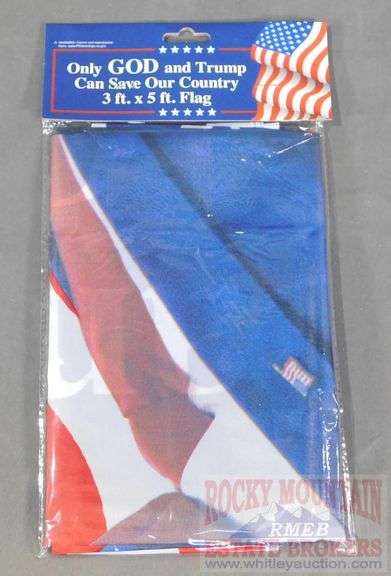 Only GOD and Trump
Can Save Our Country
3 ft. x 5 ft. Flag
ROCKY MOUNTAIN
RMEB
ESTATE BROKERS
www.whitleyauction.com